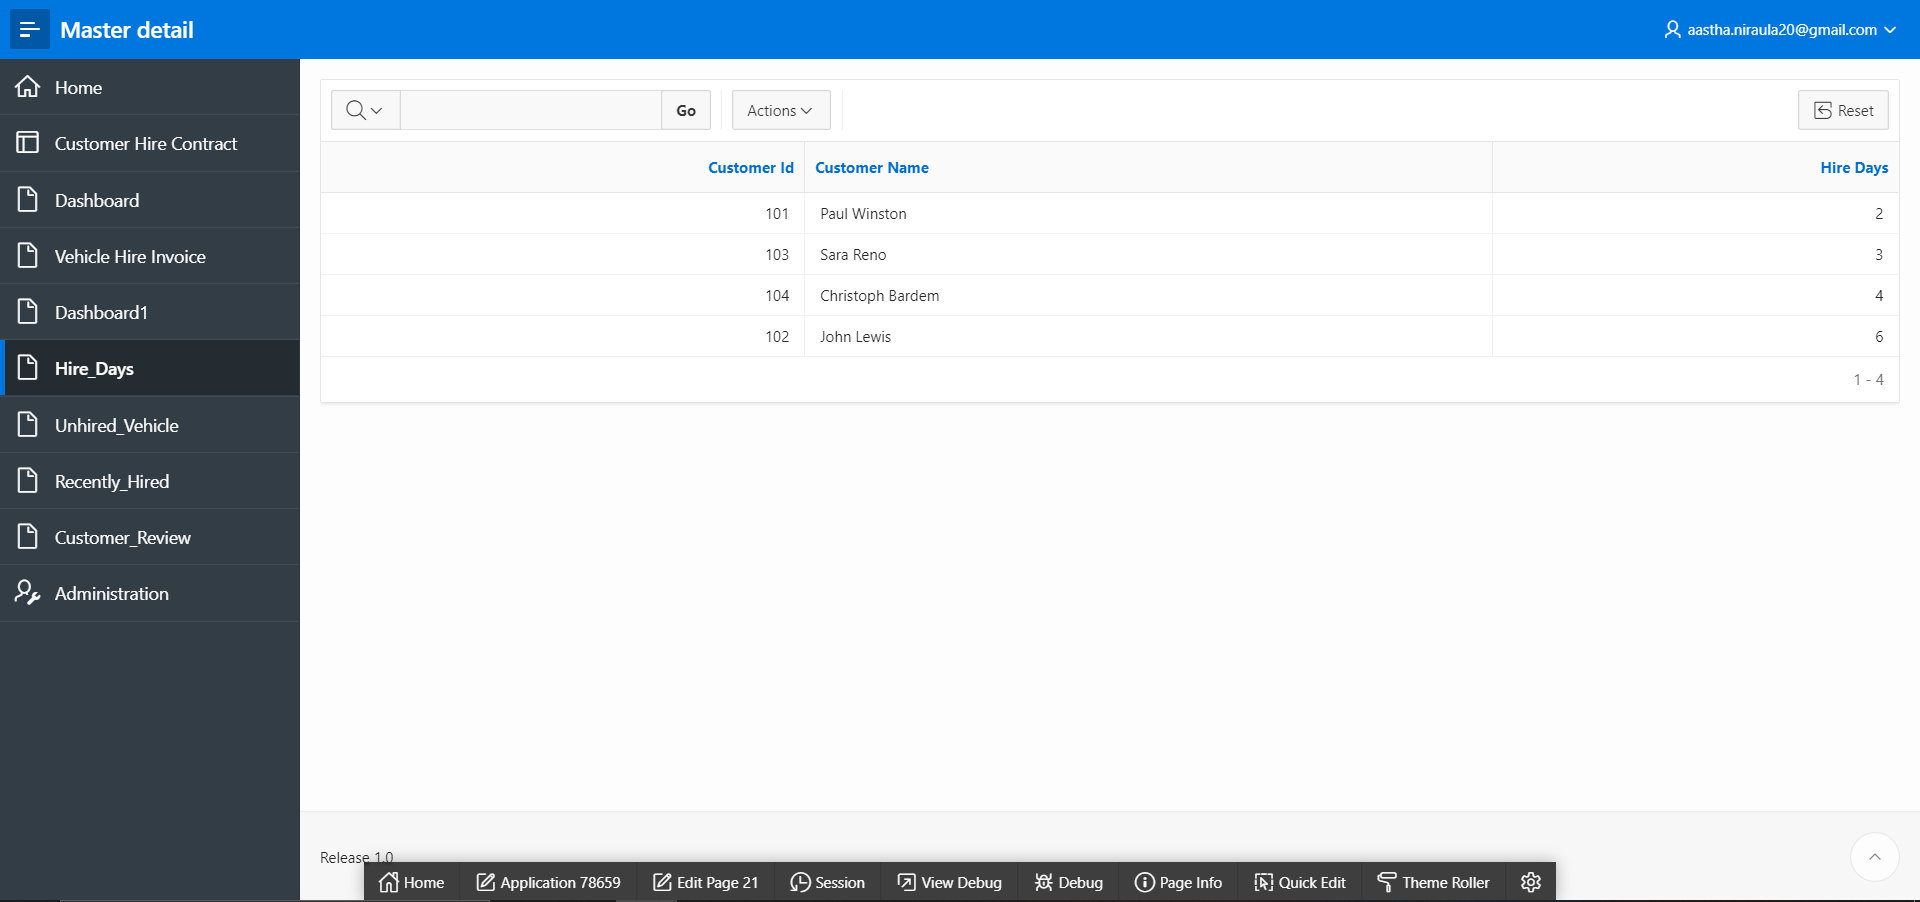 Master detail
aastha.niraula20@gmail.com
Home
Customer Hire Contract
Dashboard
Vehicle Hire Invoice
Dashboard1
Hire_Days
Unhired_Vehicle
Recently_Hired
Customer_Review
Administration
Go Actions Reset
Customer Id Customer Name Hire Days
101 Paul Winston 2
103 Sara Reno 3
104 Christoph Bardem 4
102 John Lewis 6
1 - 4
Release 1.0
Home Application 78659 Edit Page 21 Session View Debug Debug Page Info Quick Edit Theme Roller